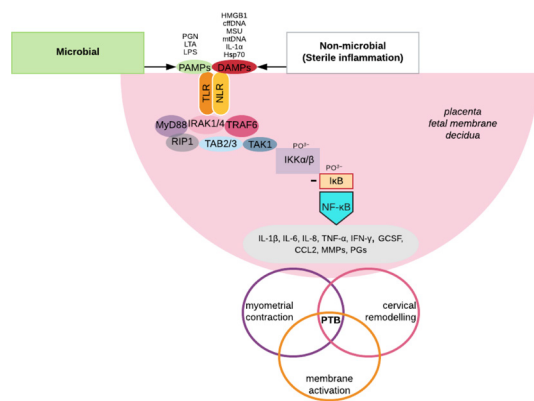 HMGB1
cffDNA
MSU
mtDNA
IL-1α
Hsp70
PGN
LTA
LPS
Microbial
Non-microbial
(Sterile inflammation)
PAMPs
DAMPs
TLR
NLR
placenta
fetal membrane
decidua
MyD88
IRAK1/4
TRAF6
RIP1
TAB2/3
TAK1
PO²⁻
IKKα/β
PO²⁻
–
IκB
NF-κB
IL-1β, IL-6, IL-8, TNF-α, IFN-γ, GCSF,
CCL2, MMPs, PGs
myometrial
contraction
cervical
remodelling
PTB
membrane
activation